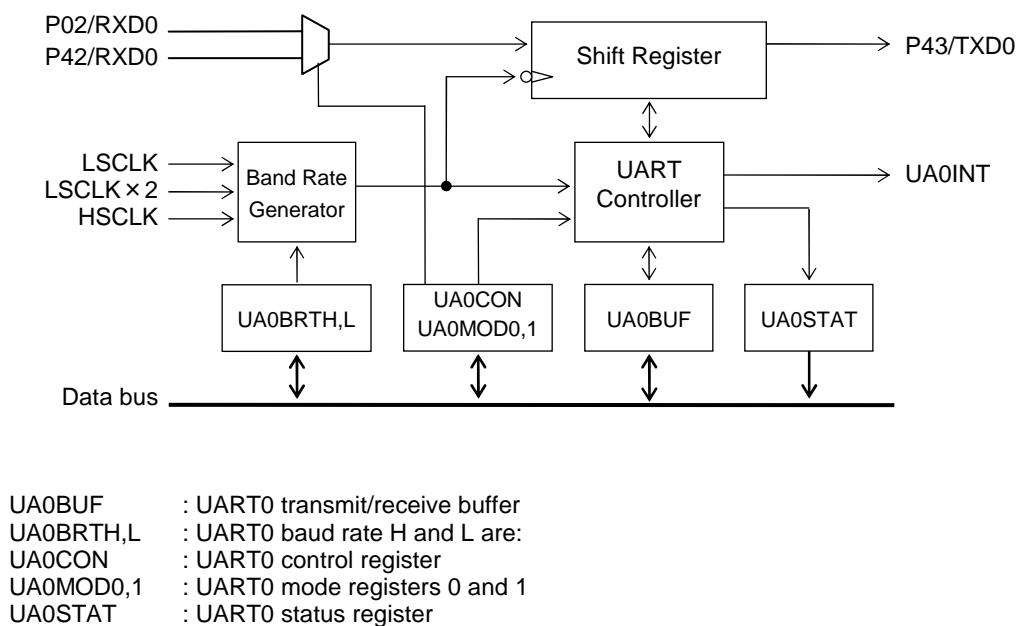 P02/RXD0
P42/RXD0
Shift Register
P43/TXD0
LSCLK
LSCLK×2
HSCLK
Band Rate
Generator
UART
Controller
UA0INT
UA0BRTH,L
UA0CON
UA0MOD0,1
UA0BUF
UA0STAT
Data bus
UA0BUF : UART0 transmit/receive buffer
UA0BRTH,L : UART0 baud rate H and L are:
UA0CON : UART0 control register
UA0MOD0,1 : UART0 mode registers 0 and 1
UA0STAT : UART0 status register